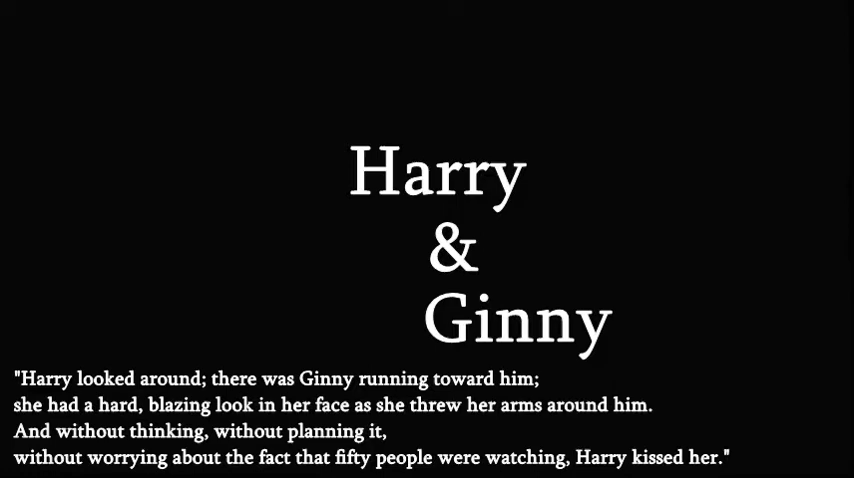 Harry
&
Ginny
"Harry looked around; there was Ginny running toward him;
she had a hard, blazing look in her face as she threw her arms around him.
And without thinking, without planning it,
without worrying about the fact that fifty people were watching, Harry kissed her."